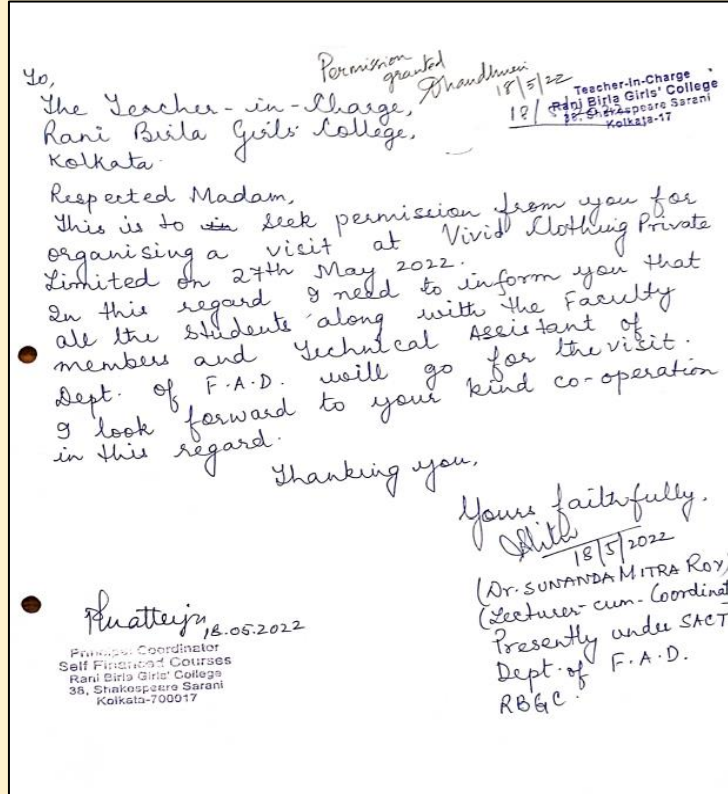 Permission
granted
18/5/22
Teacher-In-Charge
Rani Birla Girls' College
38, Shakespeare Sarani
Kolkata-17
To,
The Teacher-in-Charge,
Rani Birla Girls' College,
Kolkata.
Respected Madam,
This is to seek permission from you for
organising a visit at Vivid Clothing Private
Limited on 27th May 2022.
In this regard I need to inform you that
all the students along with the Faculty
members and Technical Assistant of
Dept. of F.A.D. will go for the visit.
I look forward to your kind co-operation
in this regard.
Thanking you,
Yours faithfully,
18/5/2022
(Dr. SUNANDA MITRA ROY)
(Lecturer-cum-Coordinat
Presently under SACT
Dept. of F.A.D.
RBGC.
18.05.2022
Principal Coordinator
Self Financed Courses
Rani Birla Girls' College
38, Shakespeare Sarani
Kolkata-700017